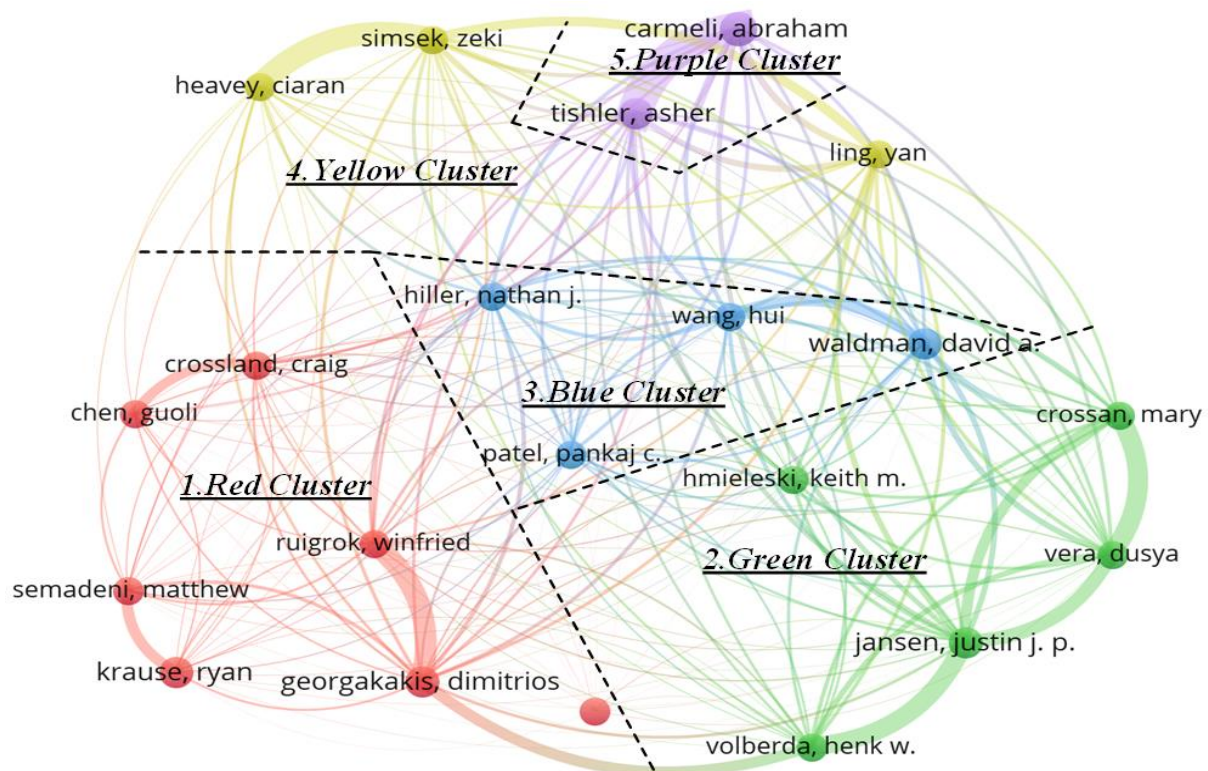 carmeli, abraham
simsek, zeki
5.Purple Cluster
heavey, ciaran
tishler, asher
ling, yan
4.Yellow Cluster
hiller, nathan j.
wang, hui
waldman, david a.
crossland, craig
3.Blue Cluster
chen, guoli
crossan, mary
patel, pankaj c.
hmieleski, keith m.
1.Red Cluster
ruigrok, winfried
2.Green Cluster
vera, dusya
semadeni, matthew
jansen, justin j. p.
krause, ryan
georgakakis, dimitrios
volberda, henk w.